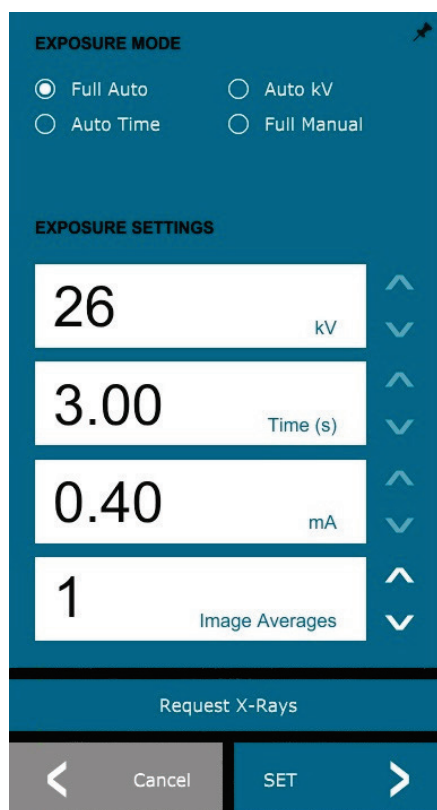 EXPOSURE MODE
Full Auto
Auto kV
Auto Time
Full Manual
EXPOSURE SETTINGS
26
kV
3.00
Time (s)
0.40
mA
1
Image Averages
Request X-Rays
Cancel
SET